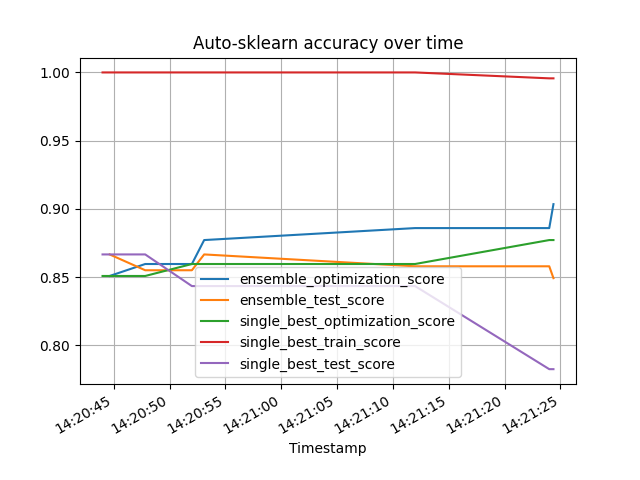 Auto-sklearn accuracy over time
1.00
0.95
0.90
0.85
0.80
ensemble_optimization_score
ensemble_test_score
single_best_optimization_score
single_best_train_score
single_best_test_score
14:20:45
14:20:50
14:20:55
14:21:00
14:21:05
14:21:10
14:21:15
14:21:20
14:21:25
Timestamp